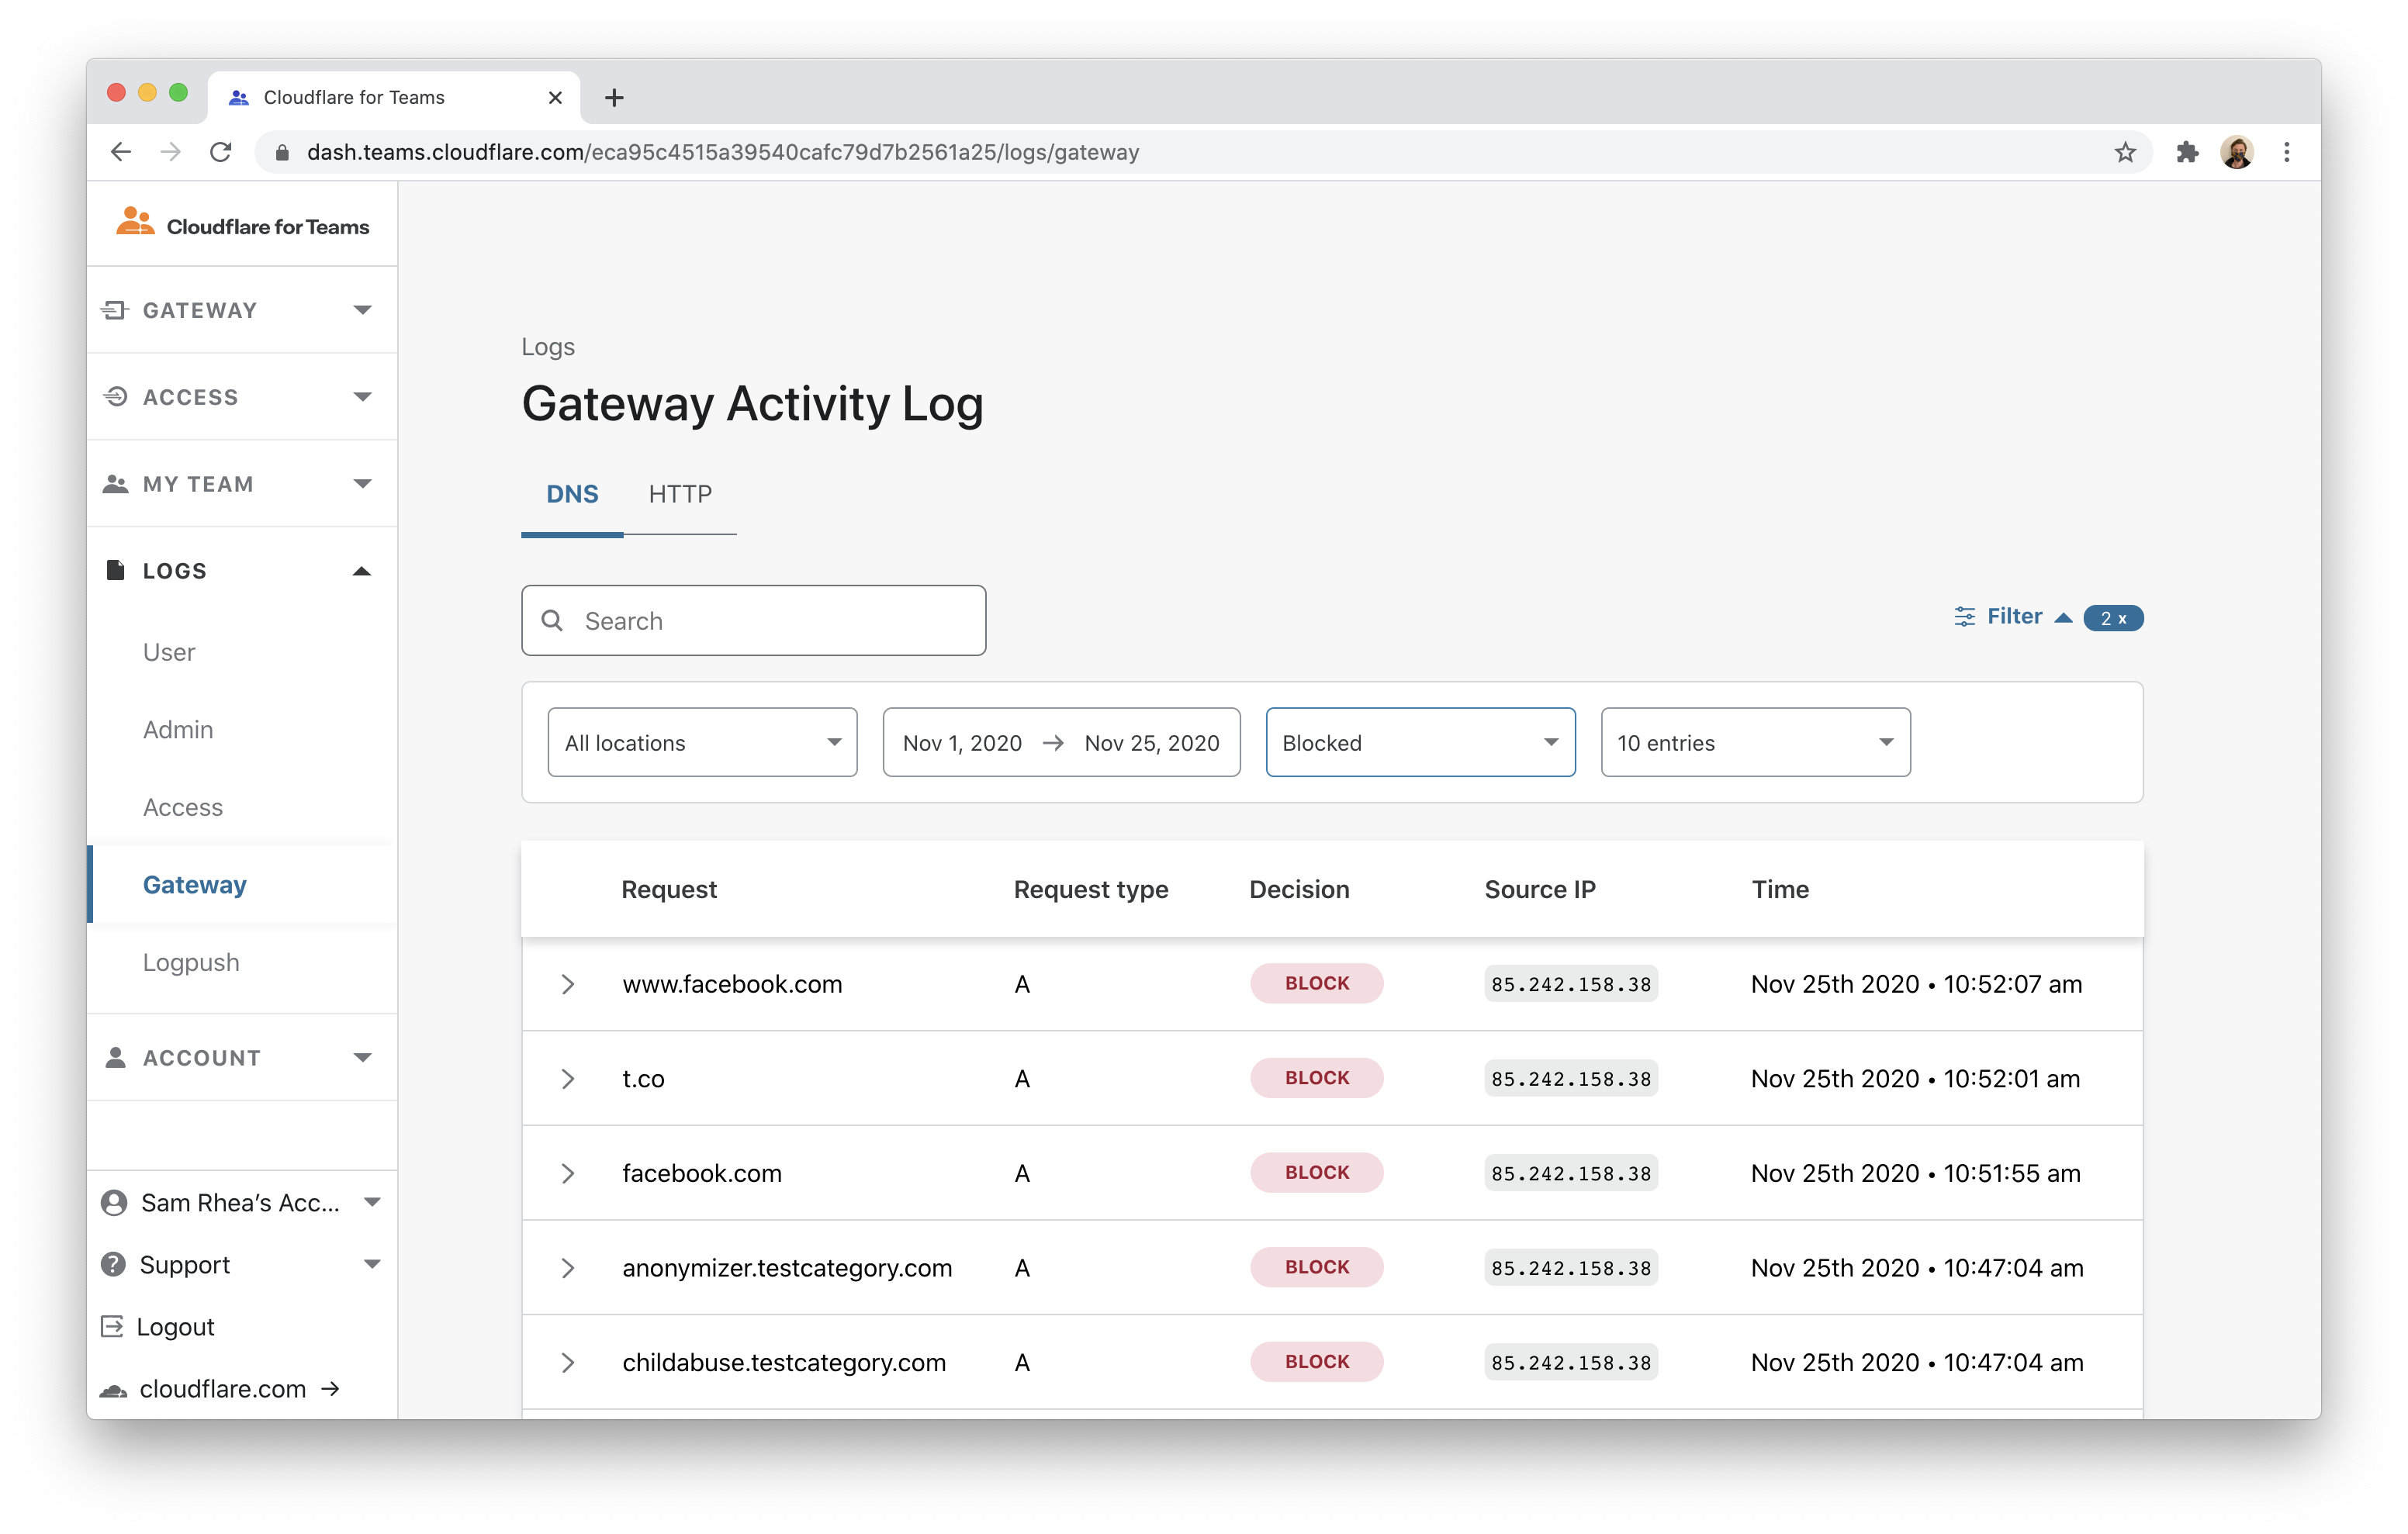 Cloudflare for Teams
dash.teams.cloudflare.com/eca95c4515a39540cafc79d7b2561a25/logs/gateway
Cloudflare for Teams
GATEWAY
ACCESS
MY TEAM
LOGS
User
Admin
Access
Gateway
Logpush
ACCOUNT
Sam Rhea’s Acc...
Support
Logout
cloudflare.com →
Logs
Gateway Activity Log
DNS HTTP
Search
Filter 2 x
All locations Nov 1, 2020 → Nov 25, 2020 Blocked 10 entries
Request Request type Decision Source IP Time
www.facebook.com A BLOCK 85.242.158.38 Nov 25th 2020 • 10:52:07 am
t.co A BLOCK 85.242.158.38 Nov 25th 2020 • 10:52:01 am
facebook.com A BLOCK 85.242.158.38 Nov 25th 2020 • 10:51:55 am
anonymizer.testcategory.com A BLOCK 85.242.158.38 Nov 25th 2020 • 10:47:04 am
childabuse.testcategory.com A BLOCK 85.242.158.38 Nov 25th 2020 • 10:47:04 am